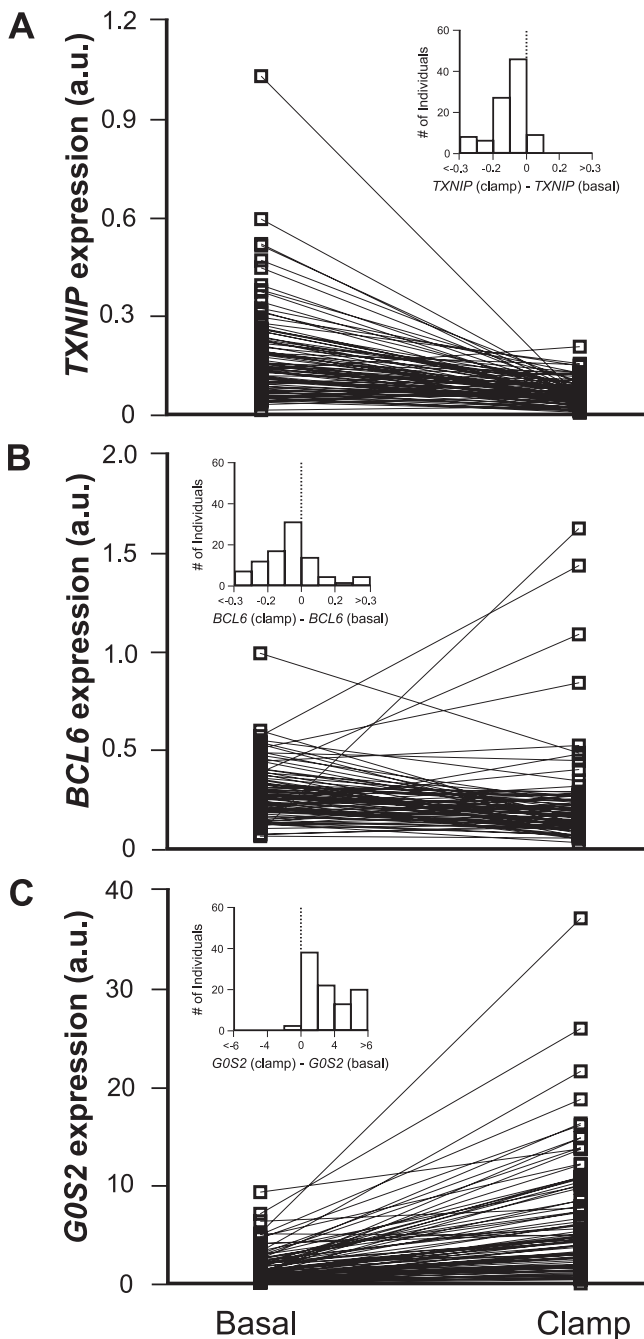 A
TXNIP expression (a.u.)
1.2
0.9
0.6
0.3
0
# of Individuals
60
40
20
0
<-0.3 -0.2 0 0.2 >0.3
TXNIP (clamp) - TXNIP (basal)
B
BCL6 expression (a.u.)
2.0
1.5
1.0
0.5
0
# of Individuals
60
40
20
0
<-0.3 -0.2 0 0.2 >0.3
BCL6 (clamp) - BCL6 (basal)
C
G0S2 expression (a.u.)
40
30
20
10
0
# of Individuals
60
40
20
0
<-6 -4 0 4 >6
G0S2 (clamp) - G0S2 (basal)
Basal Clamp